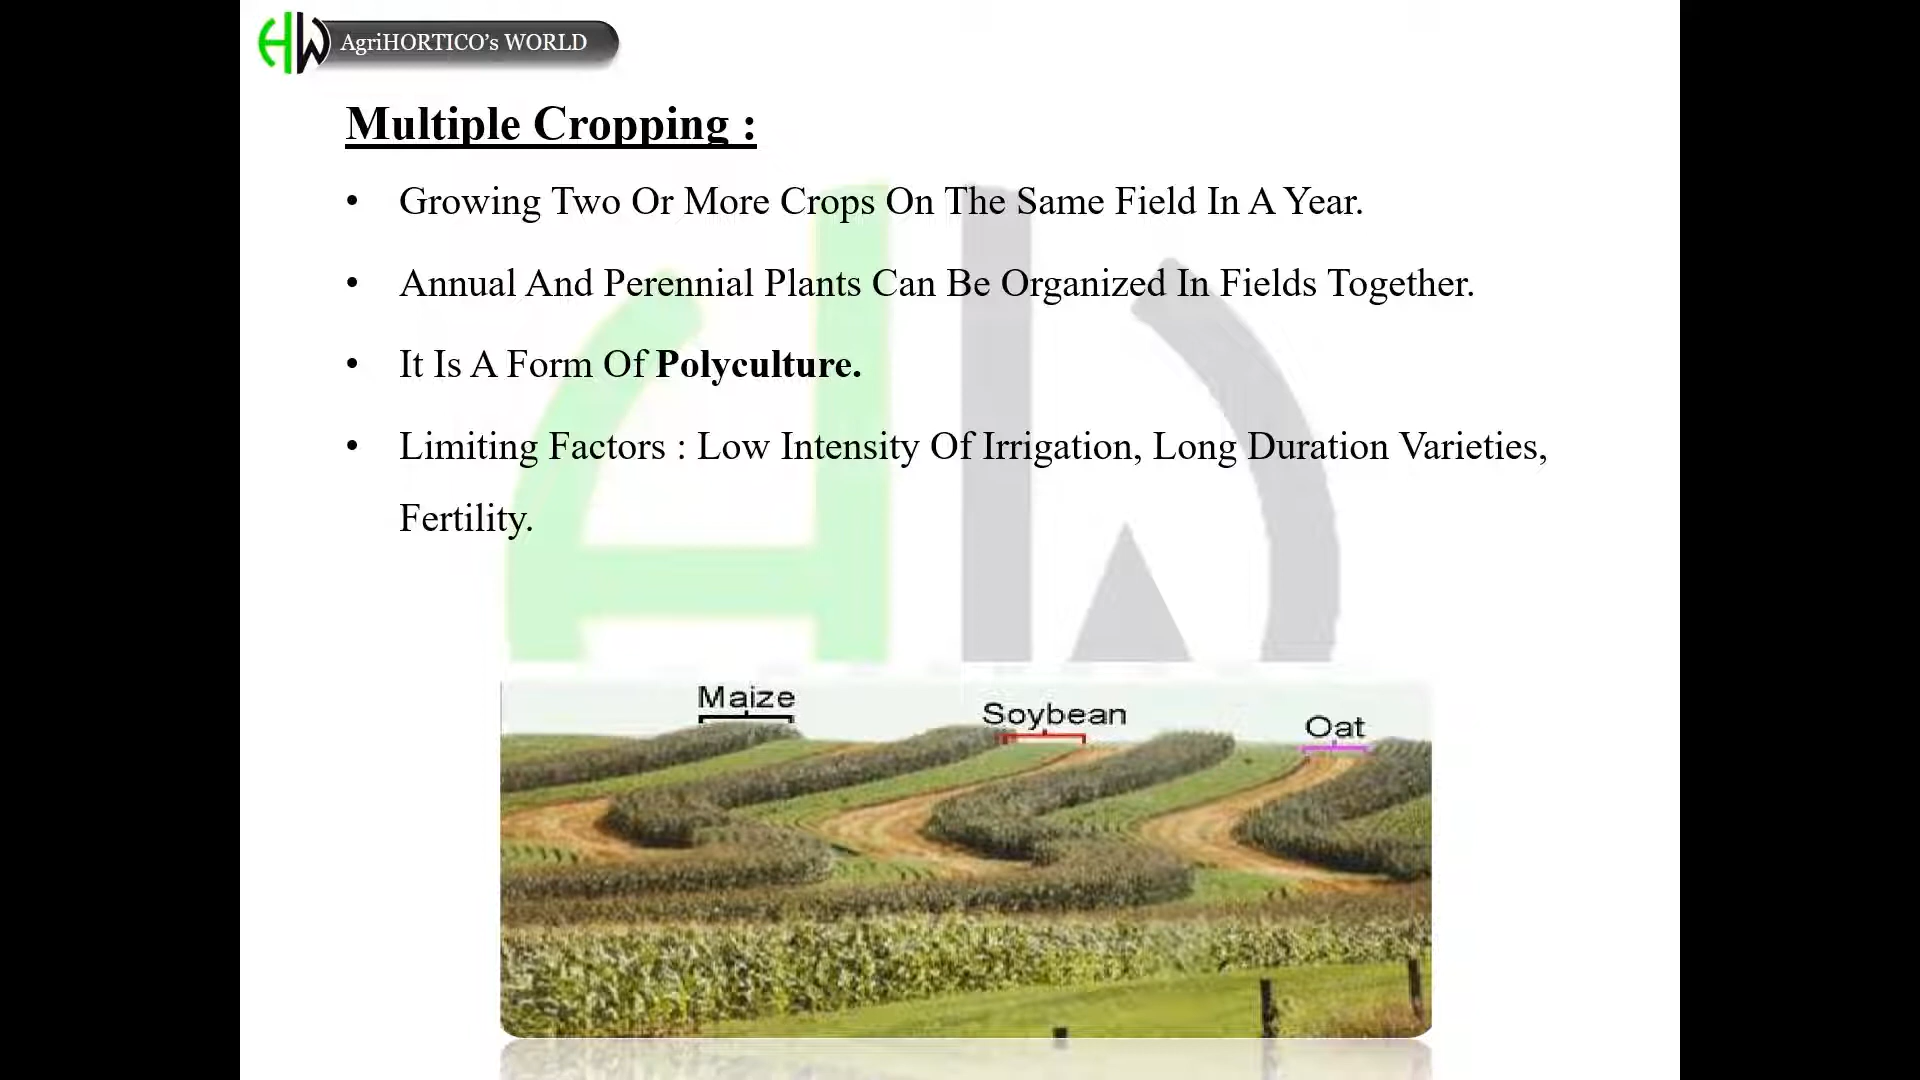 AgriHORTICO's WORLD
Multiple Cropping :
• Growing Two Or More Crops On The Same Field In A Year.
• Annual And Perennial Plants Can Be Organized In Fields Together.
• It Is A Form Of Polyculture.
• Limiting Factors : Low Intensity Of Irrigation, Long Duration Varieties,
Fertility.
Maize
Soybean
Oat